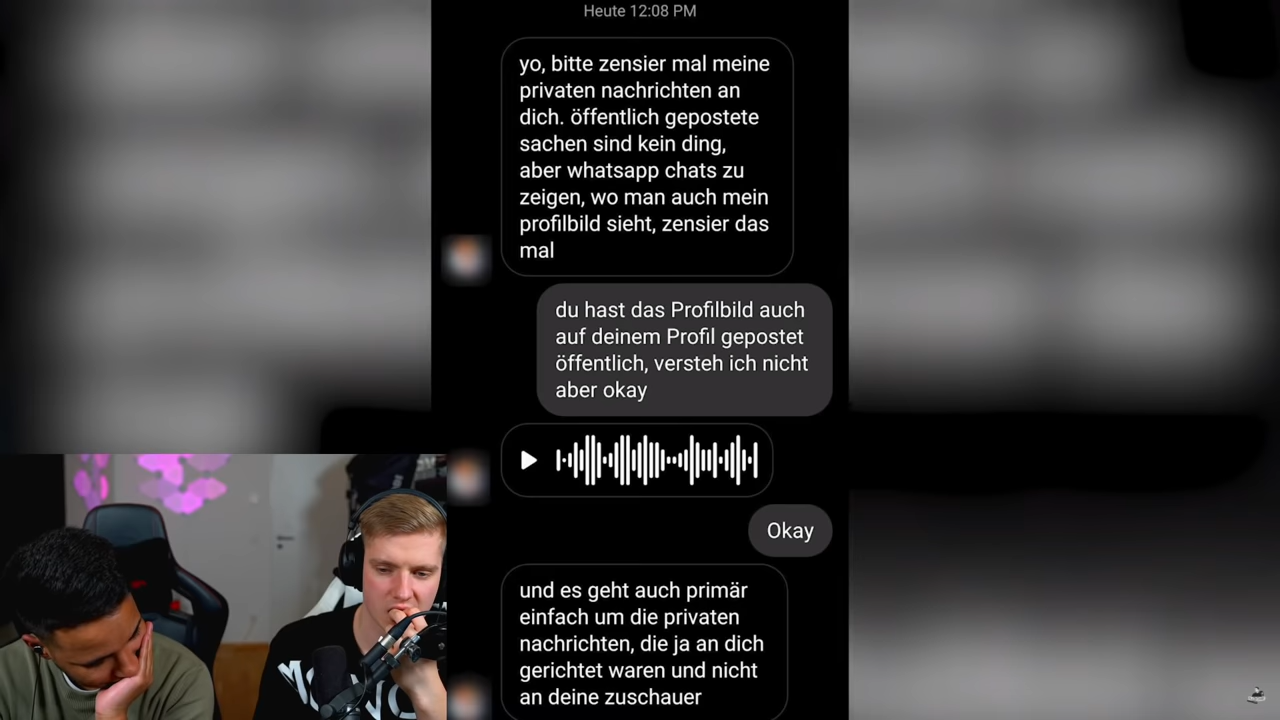 Heute 12:08 PM
yo, bitte zensier mal meine
privaten nachrichten an
dich. öffentlich gepostete
sachen sind kein ding,
aber whatsapp chats zu
zeigen, wo man auch mein
profilbild sieht, zensier das
mal
du hast das Profilbild auch
auf deinem Profil gepostet
öffentlich, versteh ich nicht
aber okay
Okay
und es geht auch primär
einfach um die privaten
nachrichten, die ja an dich
gerichtet waren und nicht
an deine zuschauer